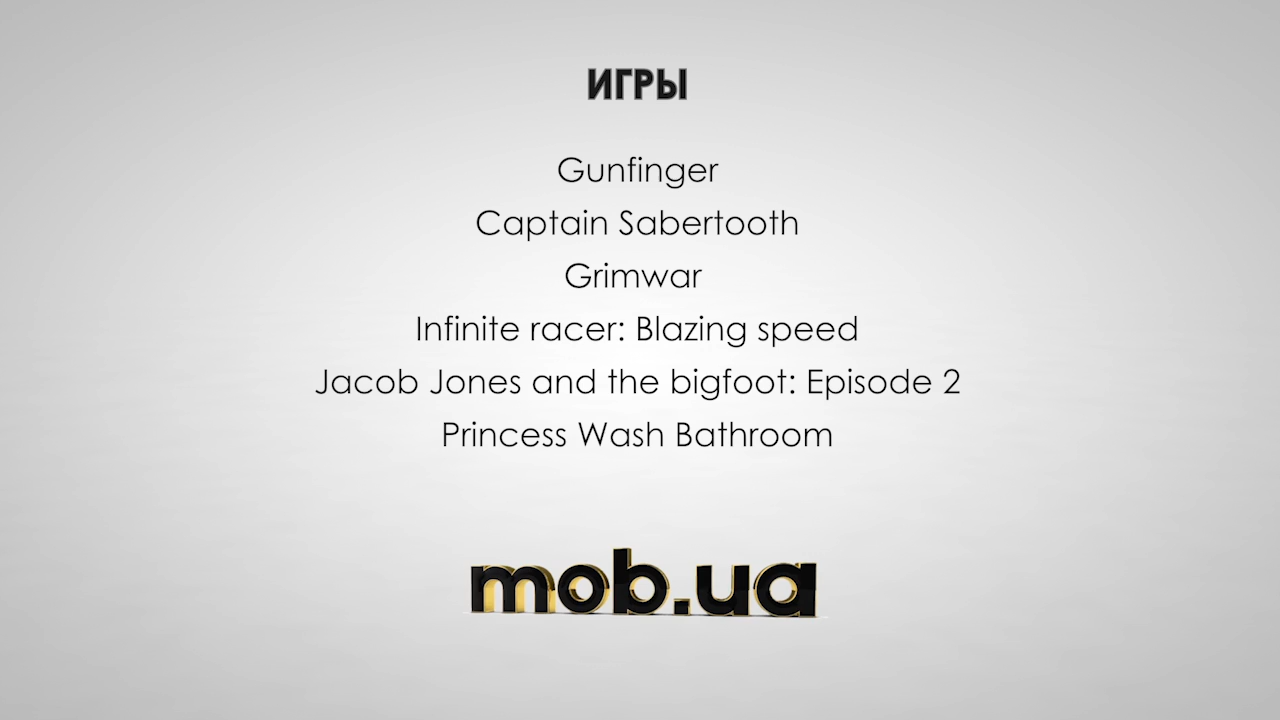 ИГРЫ
Gunfinger
Captain Sabertooth
Grimwar
Infinite racer: Blazing speed
Jacob Jones and the bigfoot: Episode 2
Princess Wash Bathroom
mob.ua